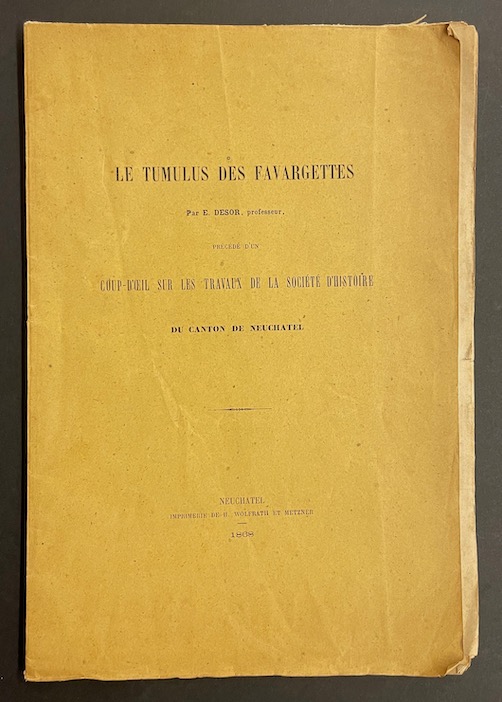 LE TUMULUS DES FAVARGETTES
Par E. DESOR, professeur,
PRÉCÉDÉ D'UN
COUP-D'ŒIL SUR LES TRAVAUX DE LA SOCIÉTÉ D'HISTOIRE
DU CANTON DE NEUCHATEL
NEUCHATEL
IMPRIMERIE DE H. WOLFRATH ET METZNER
1868